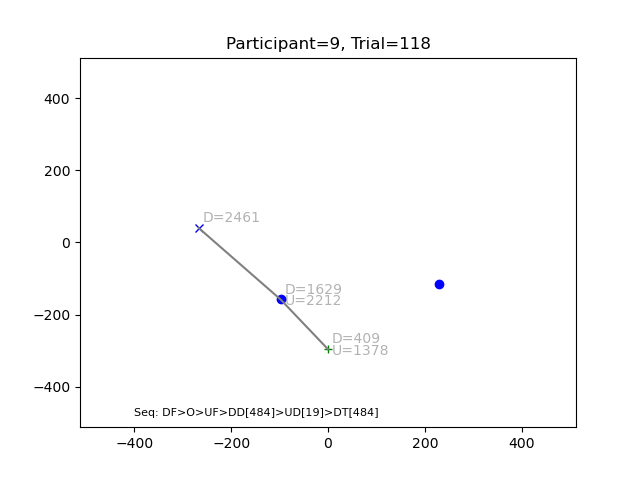 Participant=9, Trial=118
400
200
0
−200
−400
D=2461
D=1629
U=2212
D=409
U=1378
Seq: DF>O>UF>DD[484]>UD[19]>DT[484]
−400
−200
0
200
400